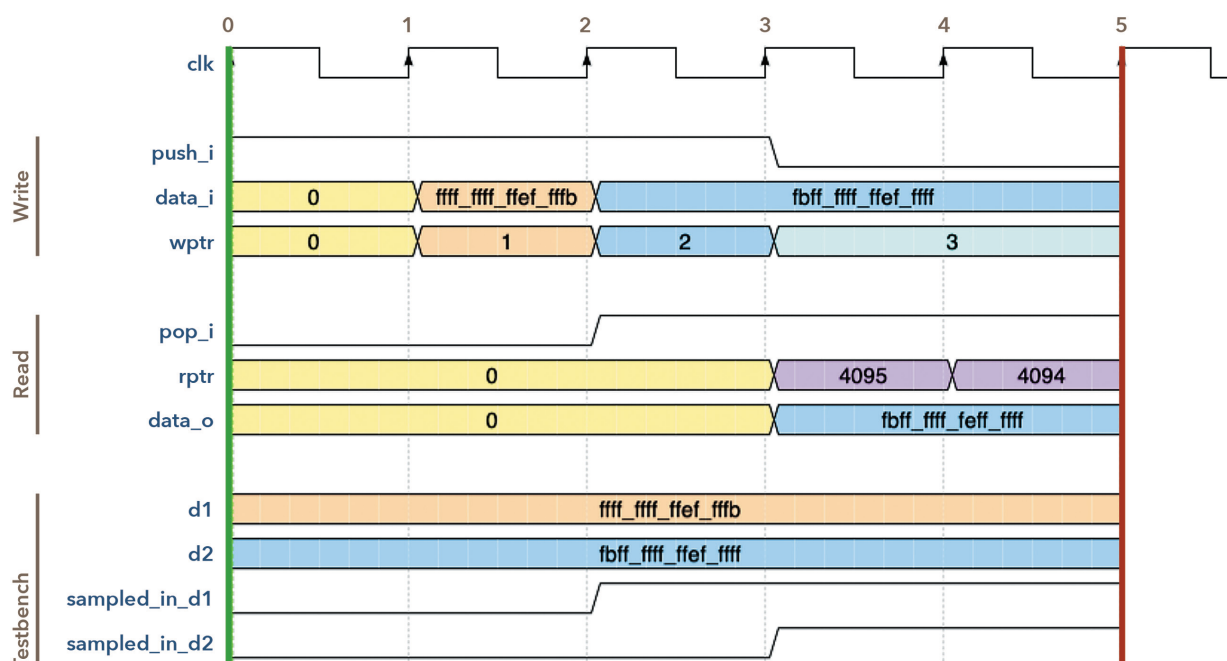 0 1 2 3 4 5
clk
Write
push_i
data_i 0 ffff_ffff_ffef_fffb fbff_ffff_ffef_ffff
wptr 0 1 2 3
Read
pop_i
rptr 0 4095 4094
data_o 0 fbff_ffff_feff_ffff
estbench
d1 ffff_ffff_ffef_fffb
d2 fbff_ffff_ffef_ffff
sampled_in_d1
sampled_in_d2